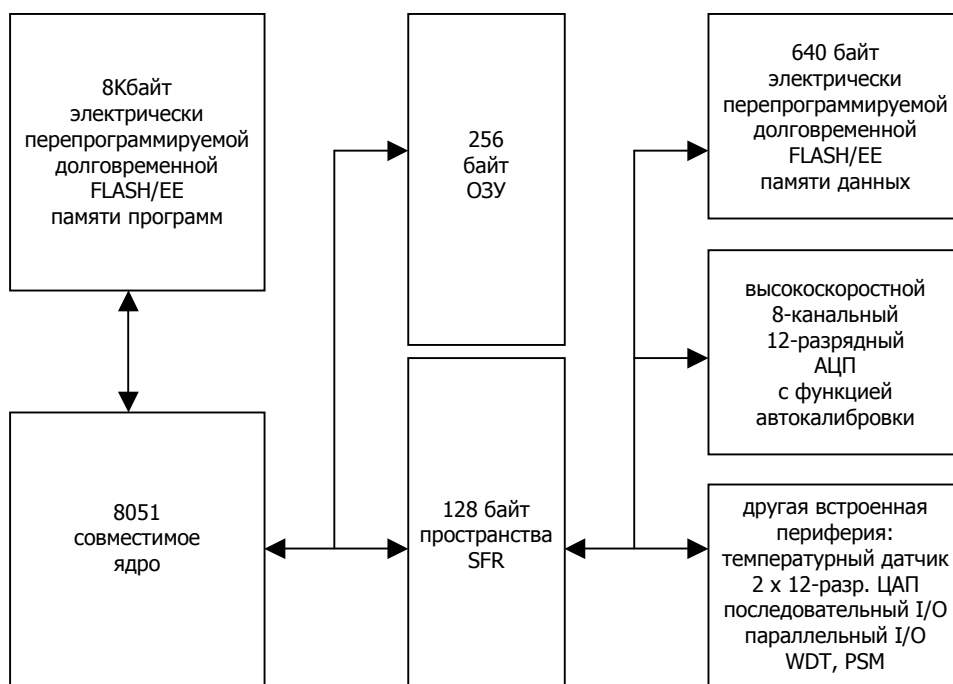 8Кбайт
электрически
перепрограммируемой
долговременной
FLASH/EE
памяти программ
256
байт
ОЗУ
640 байт
электрически
перепрограммируемой
долговременной
FLASH/EE
памяти данных
высокоскоростной
8-канальный
12-разрядный
АЦП
с функцией
автокалибровки
8051
совместимое
ядро
128 байт
пространства
SFR
другая встроенная
периферия:
температурный датчик
2 x 12-разр. ЦАП
последовательный I/O
параллельный I/O
WDT, PSM